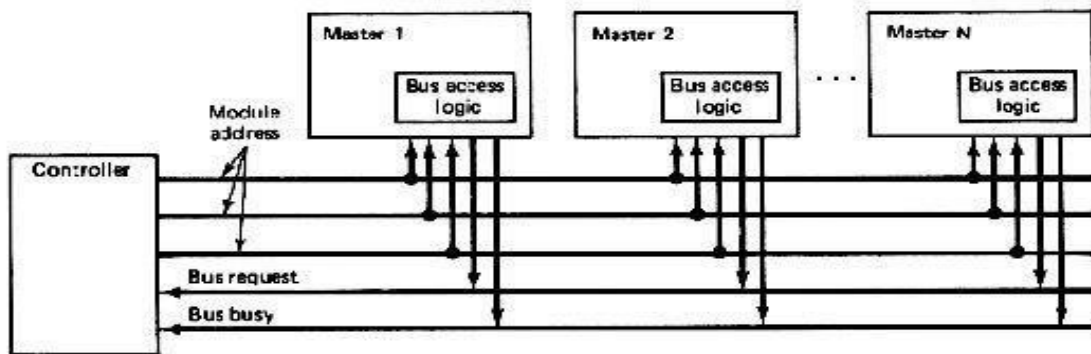 Master 1
Bus access
logic
Master 2
Bus access
logic
. . .
Master N
Bus access
logic
Module
address
Controller
Bus request
Bus busy